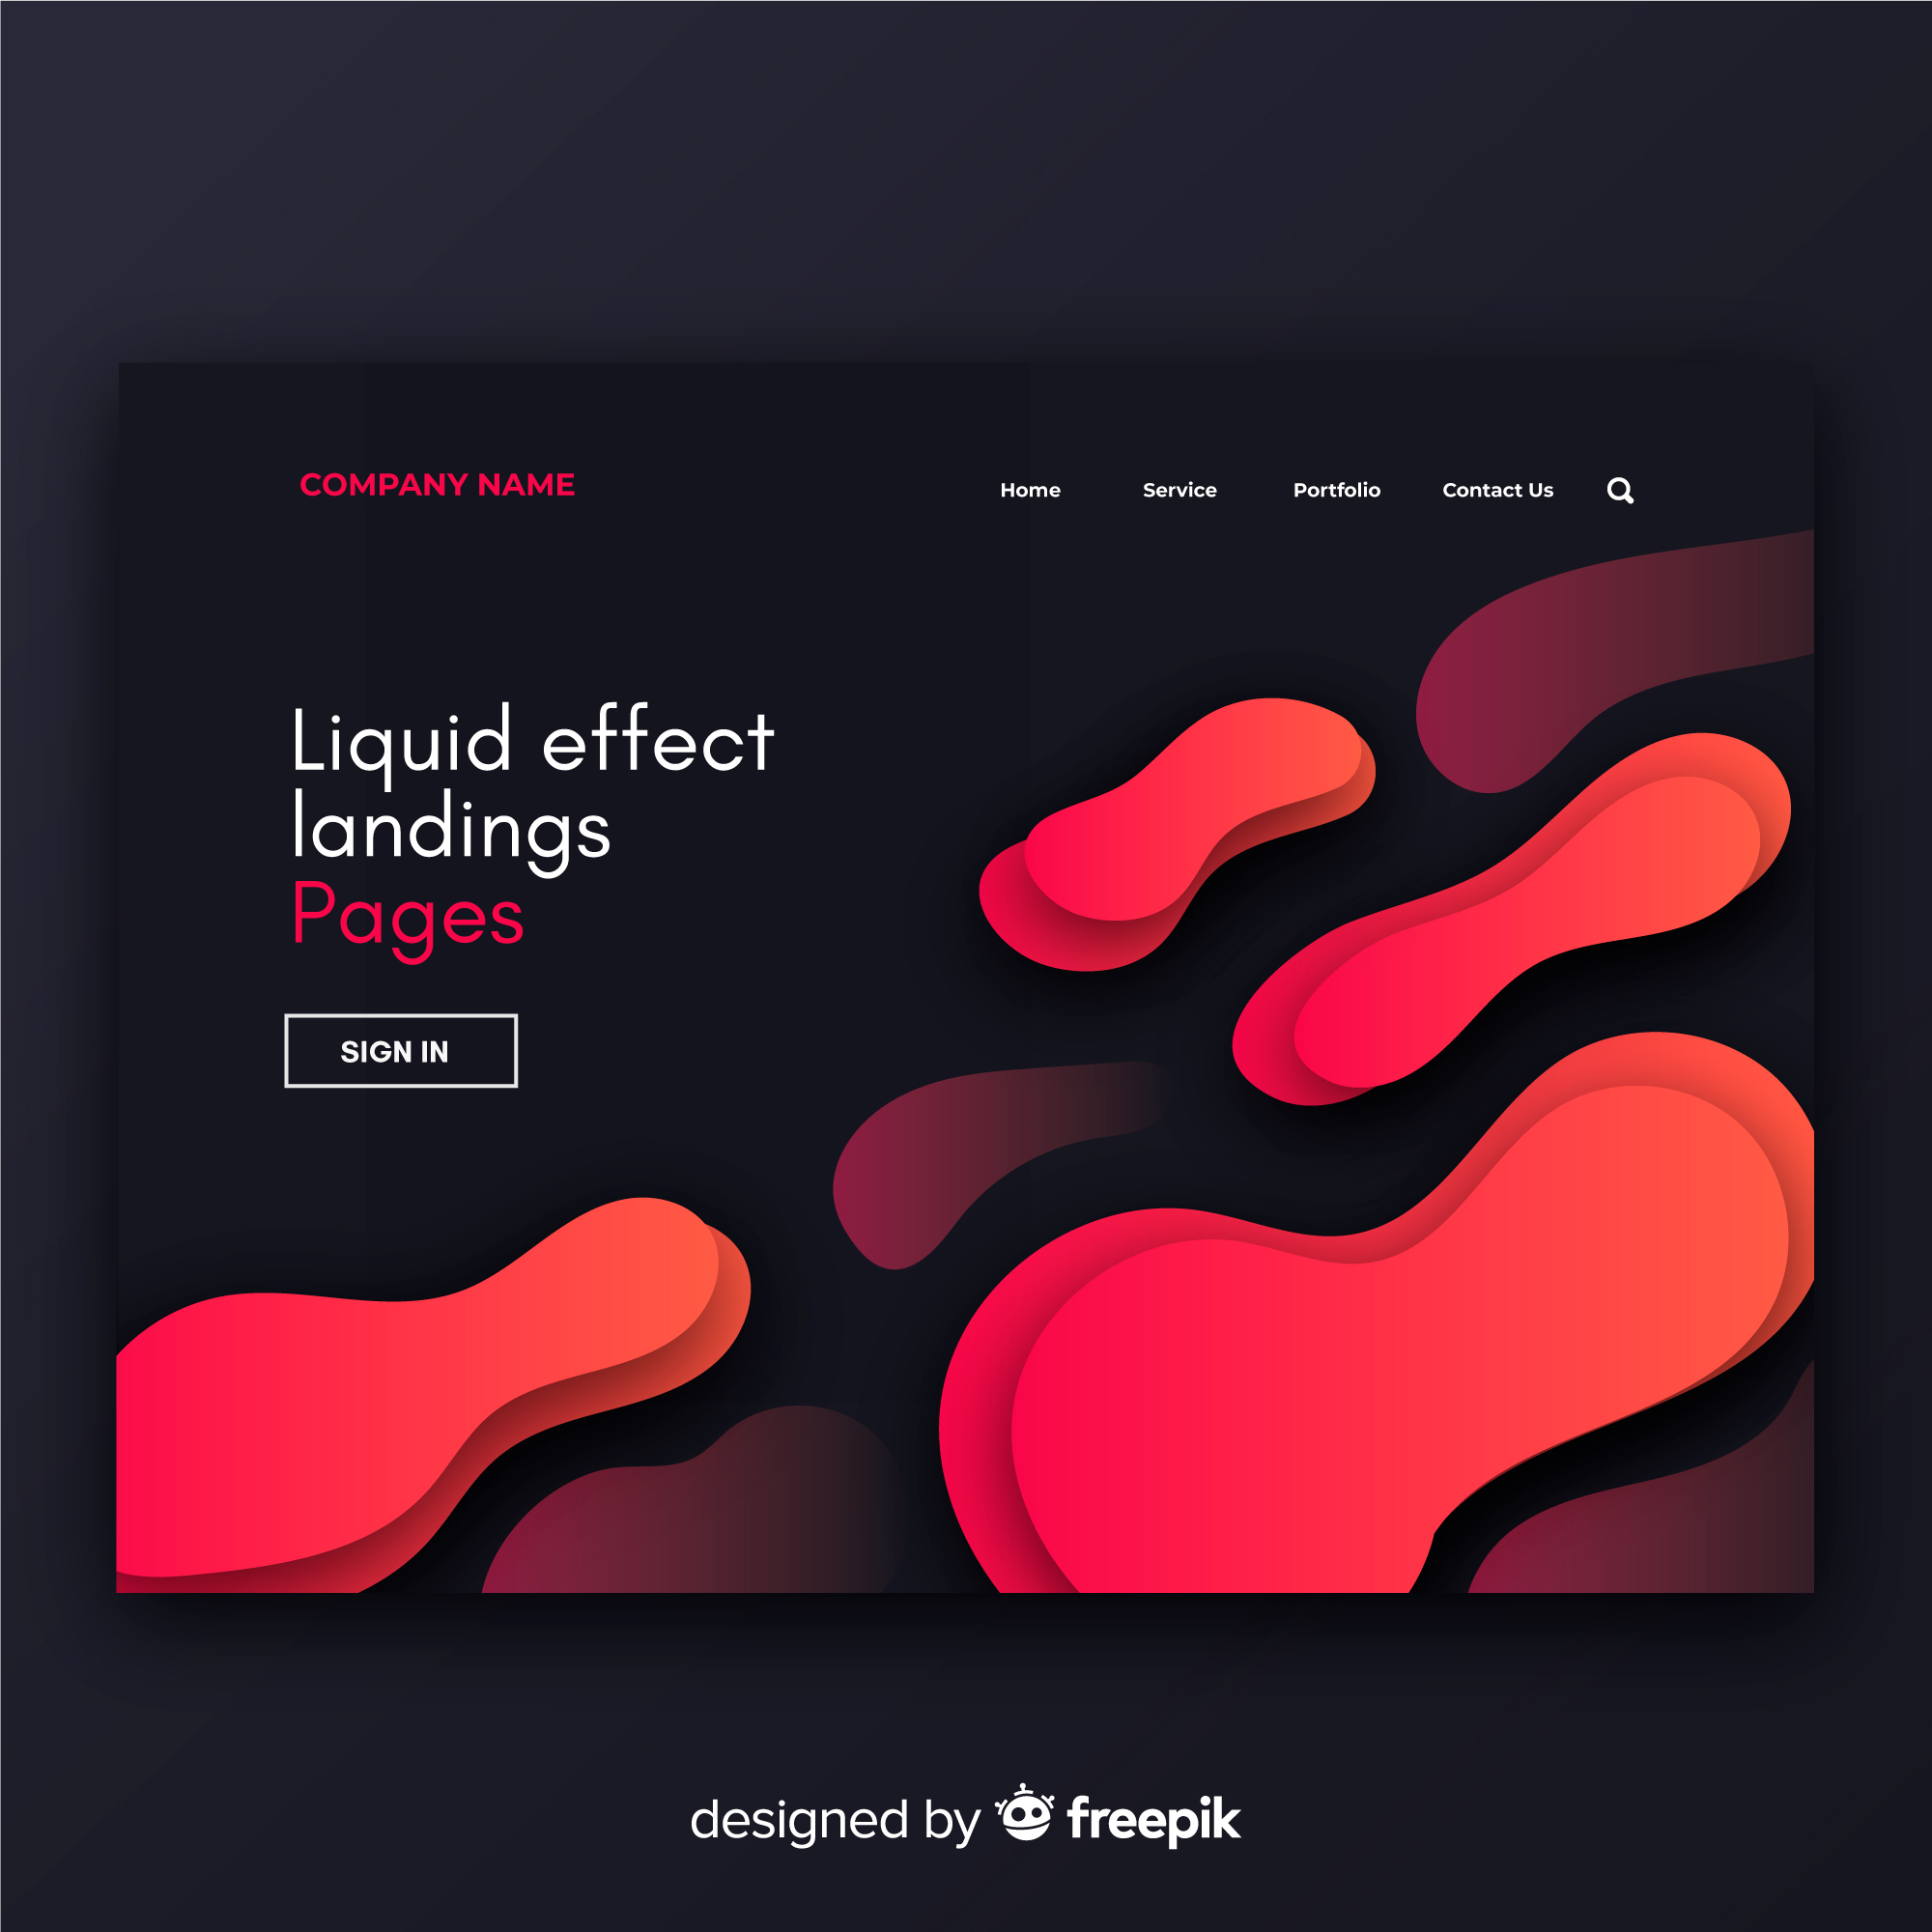 COMPANY NAME
Home Service Portfolio Contact Us
Liquid effect
landings
Pages
SIGN IN
designed by freepik